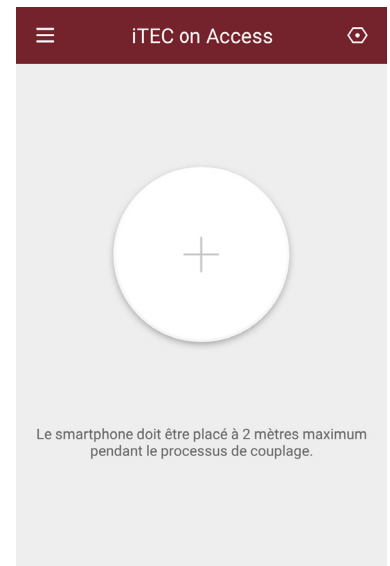 iTEC on Access
Le smartphone doit être placé à 2 mètres maximum
pendant le processus de couplage.